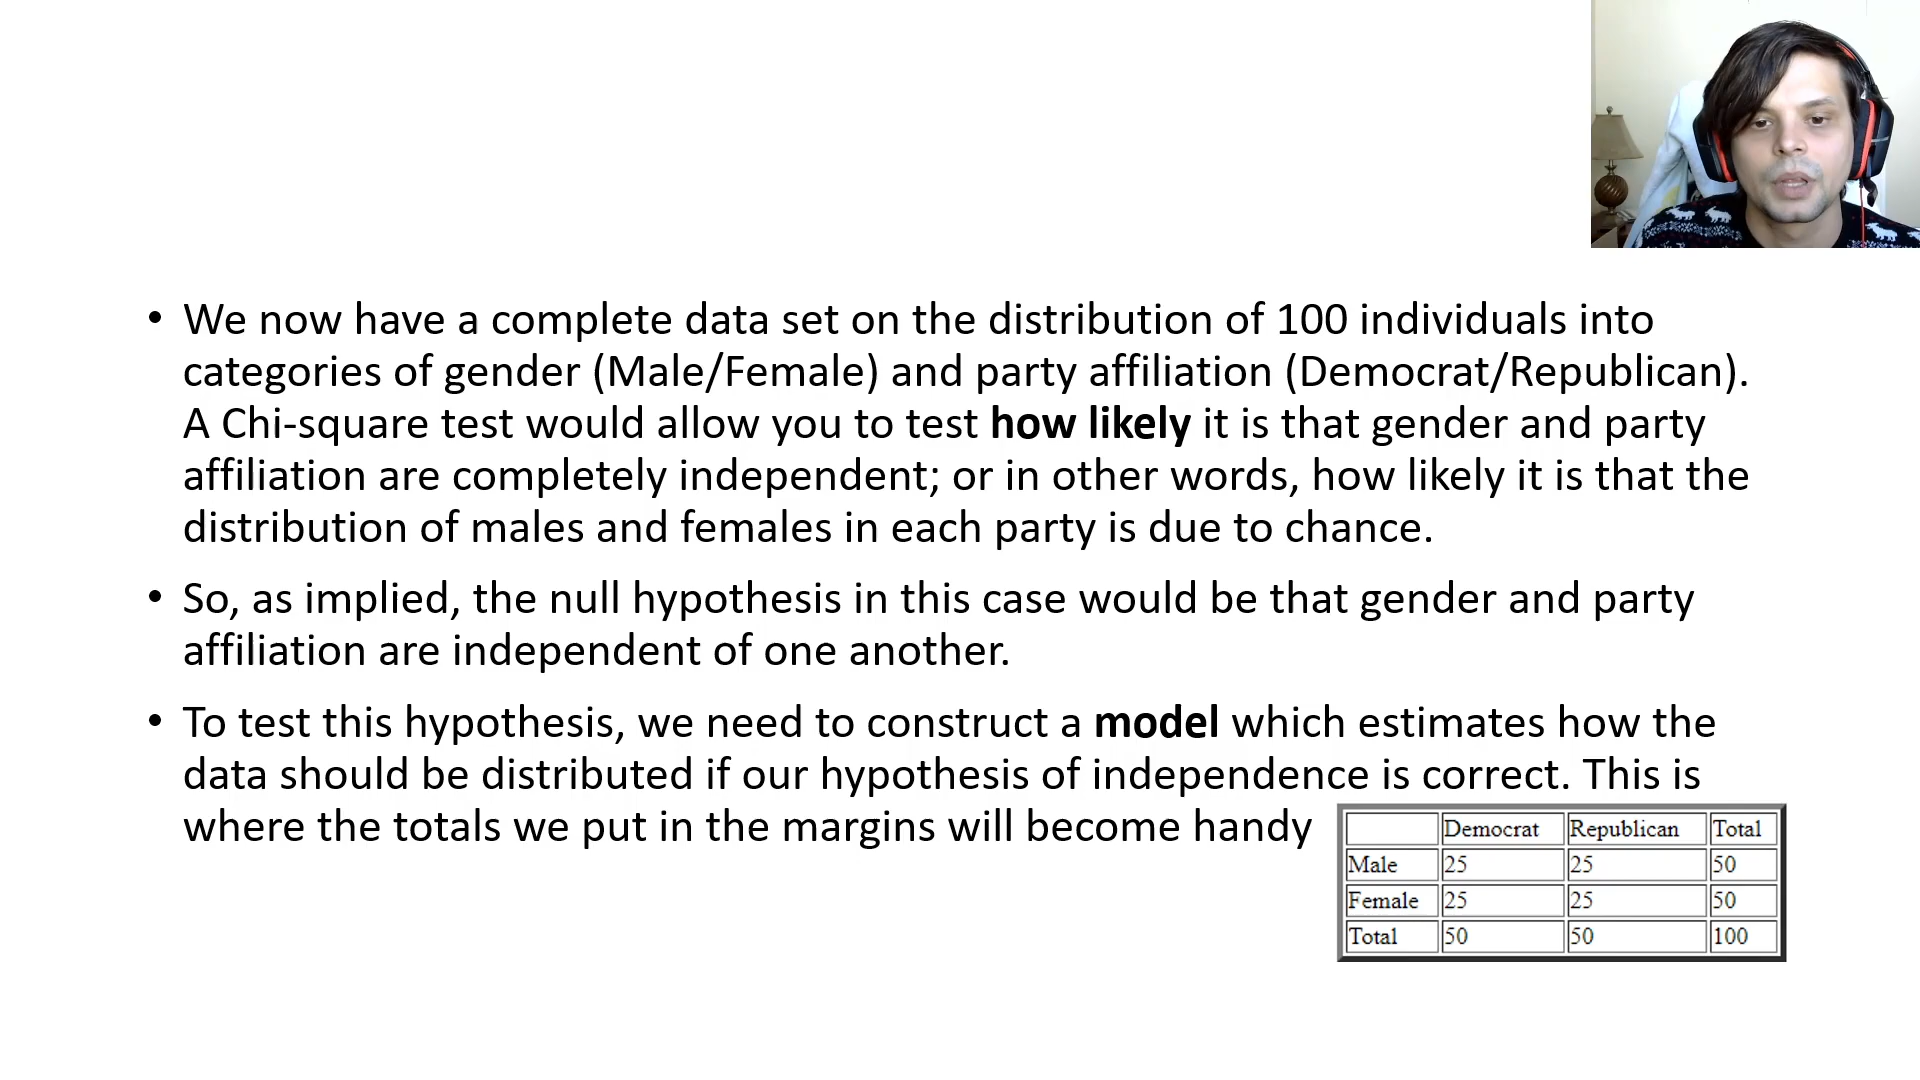 • We now have a complete data set on the distribution of 100 individuals into
categories of gender (Male/Female) and party affiliation (Democrat/Republican).
A Chi-square test would allow you to test how likely it is that gender and party
affiliation are completely independent; or in other words, how likely it is that the
distribution of males and females in each party is due to chance.
• So, as implied, the null hypothesis in this case would be that gender and party
affiliation are independent of one another.
• To test this hypothesis, we need to construct a model which estimates how the
data should be distributed if our hypothesis of independence is correct. This is
where the totals we put in the margins will become handy
Democrat Republican Total
Male 25 25 50
Female 25 25 50
Total 50 50 100